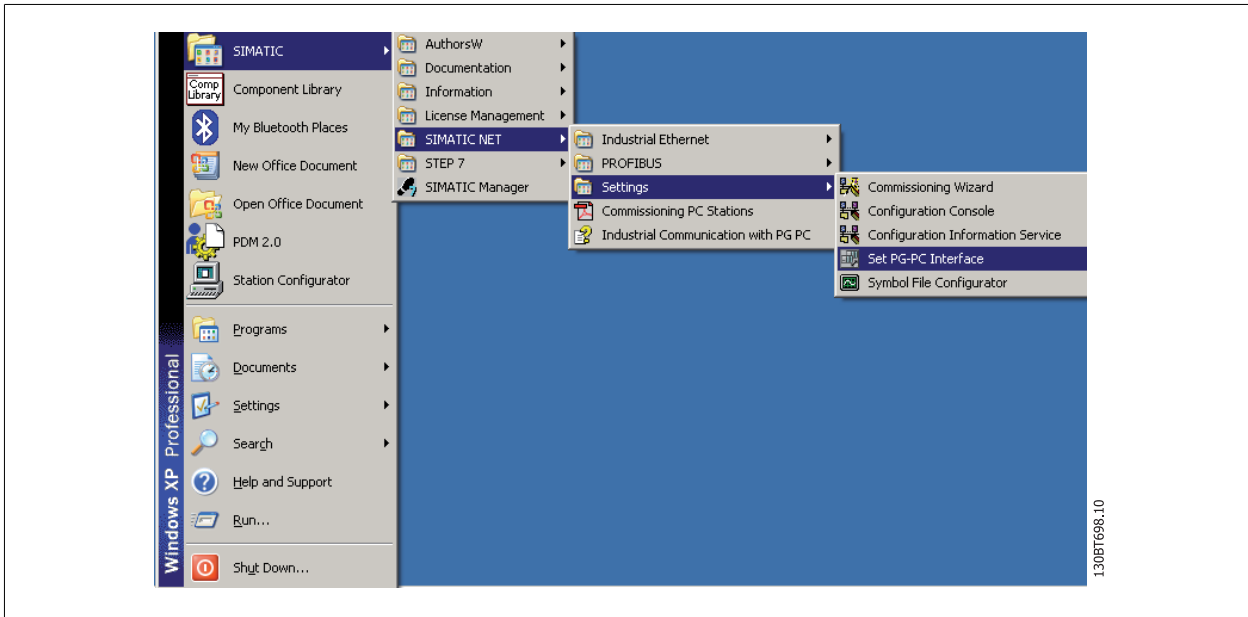 SIMATIC
Comp
Library
Component Library
My Bluetooth Places
New Office Document
Open Office Document
PDM 2.0
Station Configurator
Programs
Documents
Settings
Search
Help and Support
Run...
Shut Down...
Windows XP Professional
AuthorsW
Documentation
Information
License Management
SIMATIC NET
STEP 7
SIMATIC Manager
Industrial Ethernet
PROFIBUS
Settings
Commissioning PC Stations
Industrial Communication with PG PC
Commissioning Wizard
Configuration Console
Configuration Information Service
Set PG-PC Interface
Symbol File Configurator
130BT698.10